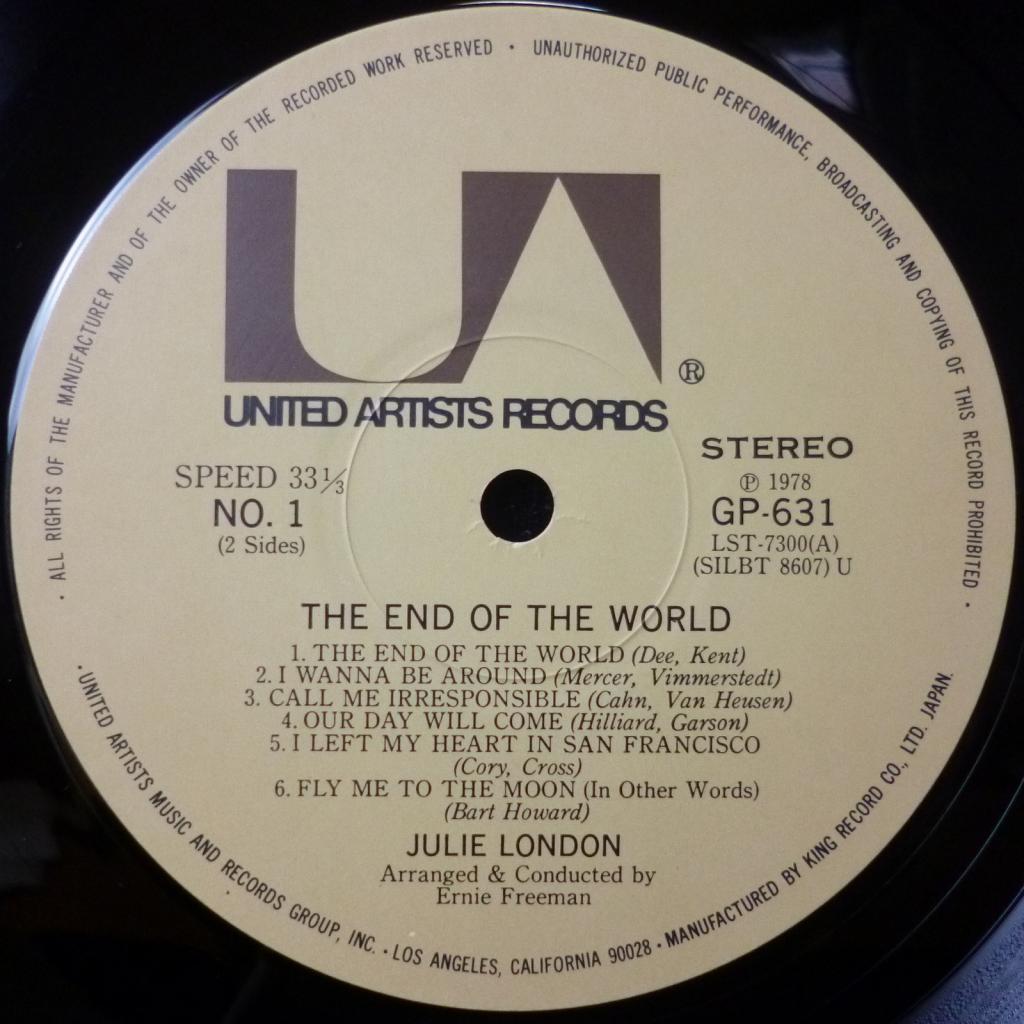 · ALL RIGHTS OF THE MANUFACTURER AND OF THE OWNER OF THE RECORDED WORK RESERVED · UNAUTHORIZED PUBLIC PERFORMANCE, BROADCASTING AND COPYING OF THIS RECORD PROHIBITED ·
UA ®
UNITED ARTISTS RECORDS
SPEED 33⅓
NO. 1
(2 Sides)
STEREO
℗ 1978
GP-631
LST-7300(A)
(SILBT 8607) U
THE END OF THE WORLD
1. THE END OF THE WORLD (Dee, Kent)
2. I WANNA BE AROUND (Mercer, Vimmerstedt)
3. CALL ME IRRESPONSIBLE (Cahn, Van Heusen)
4. OUR DAY WILL COME (Hilliard, Garson)
5. I LEFT MY HEART IN SAN FRANCISCO
(Cory, Cross)
6. FLY ME TO THE MOON (In Other Words)
(Bart Howard)
JULIE LONDON
Arranged & Conducted by
Ernie Freeman
· UNITED ARTISTS MUSIC AND RECORDS GROUP, INC. · LOS ANGELES, CALIFORNIA 90028 · MANUFACTURED BY KING RECORD CO., LTD. JAPAN.